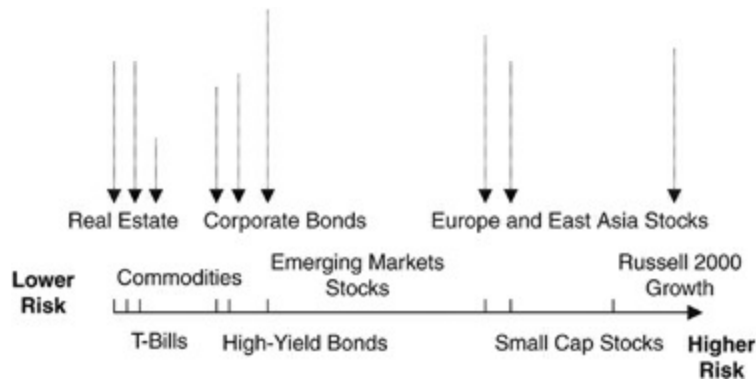 Real Estate Corporate Bonds Europe and East Asia Stocks
Lower Risk
Commodities
Emerging Markets Stocks
Russell 2000 Growth
T-Bills High-Yield Bonds Small Cap Stocks
Higher Risk